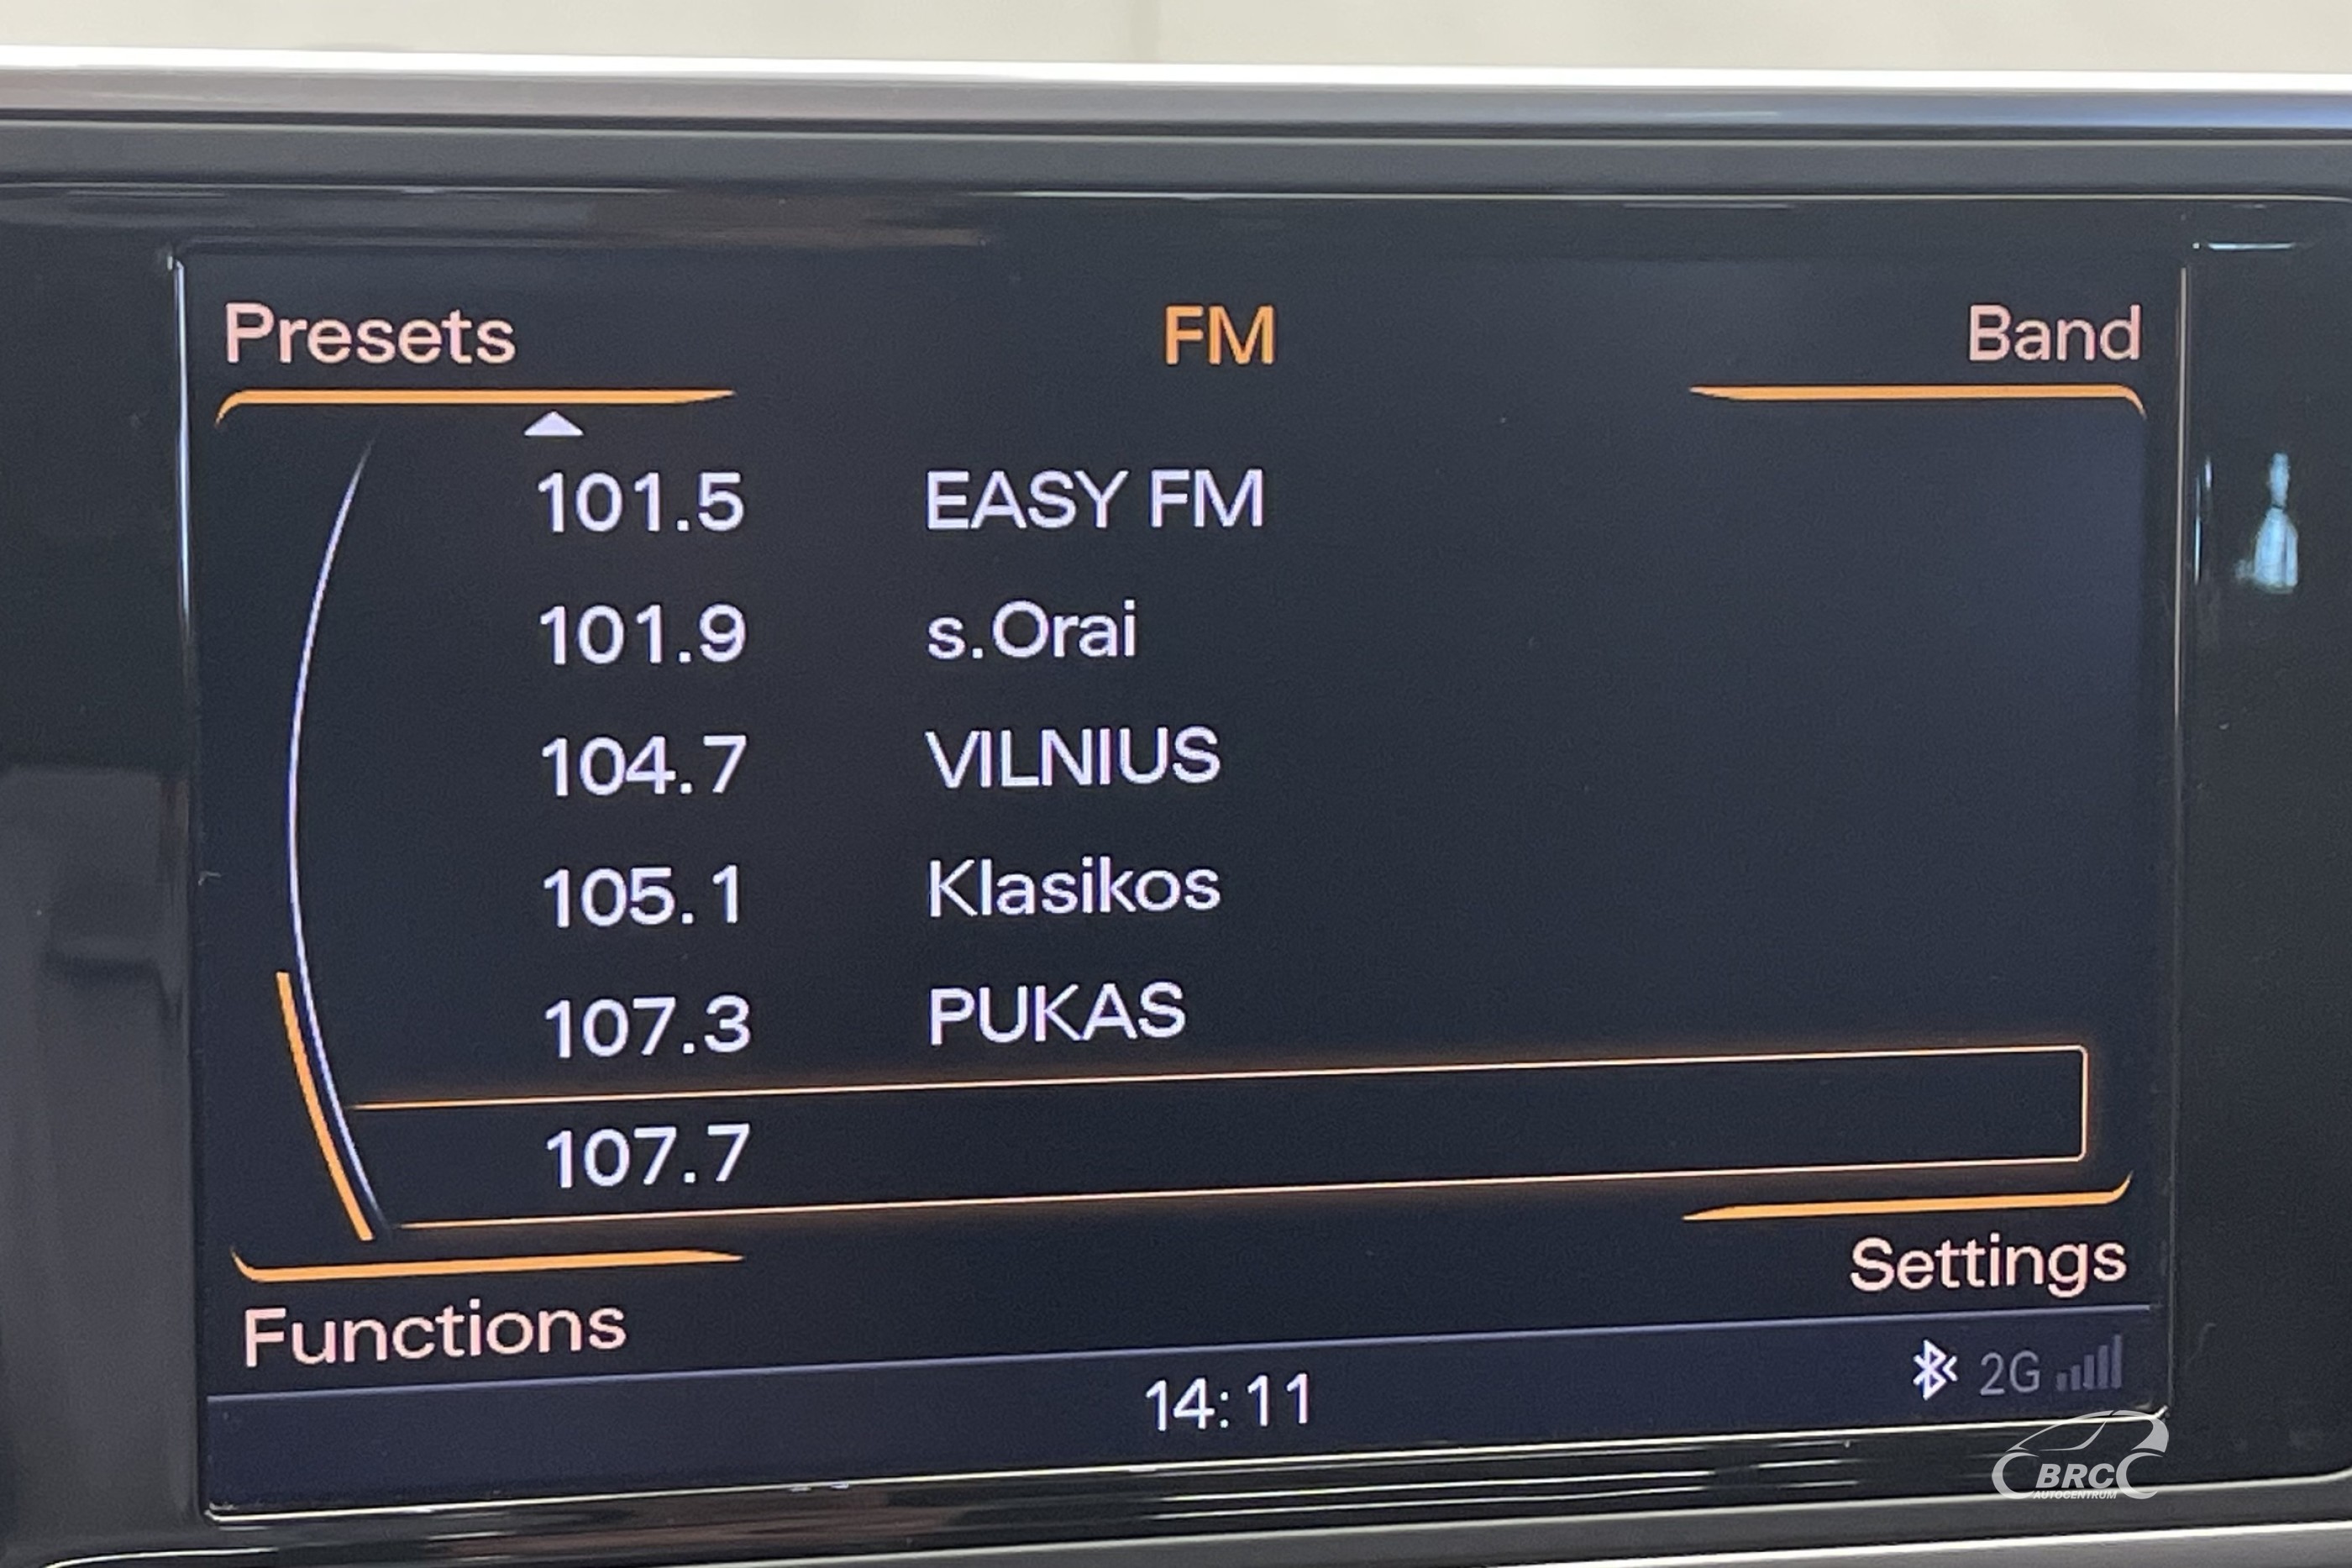 Presets FM Band
101.5 EASY FM
101.9 s.Orai
104.7 VILNIUS
105.1 Klasikos
107.3 PUKAS
107.7
Settings
Functions
14:11 2G
BRC
AUTOCENTRUM